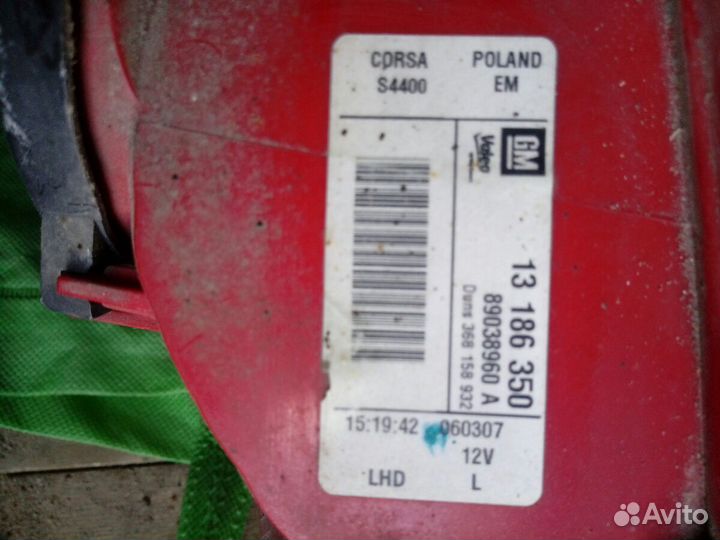 CORSA POLAND
S4400 EM
GM
Valeo
13 186 350
89038960 A
Duns 368 158 932
15:19:42 060307
12V
LHD L
Avito